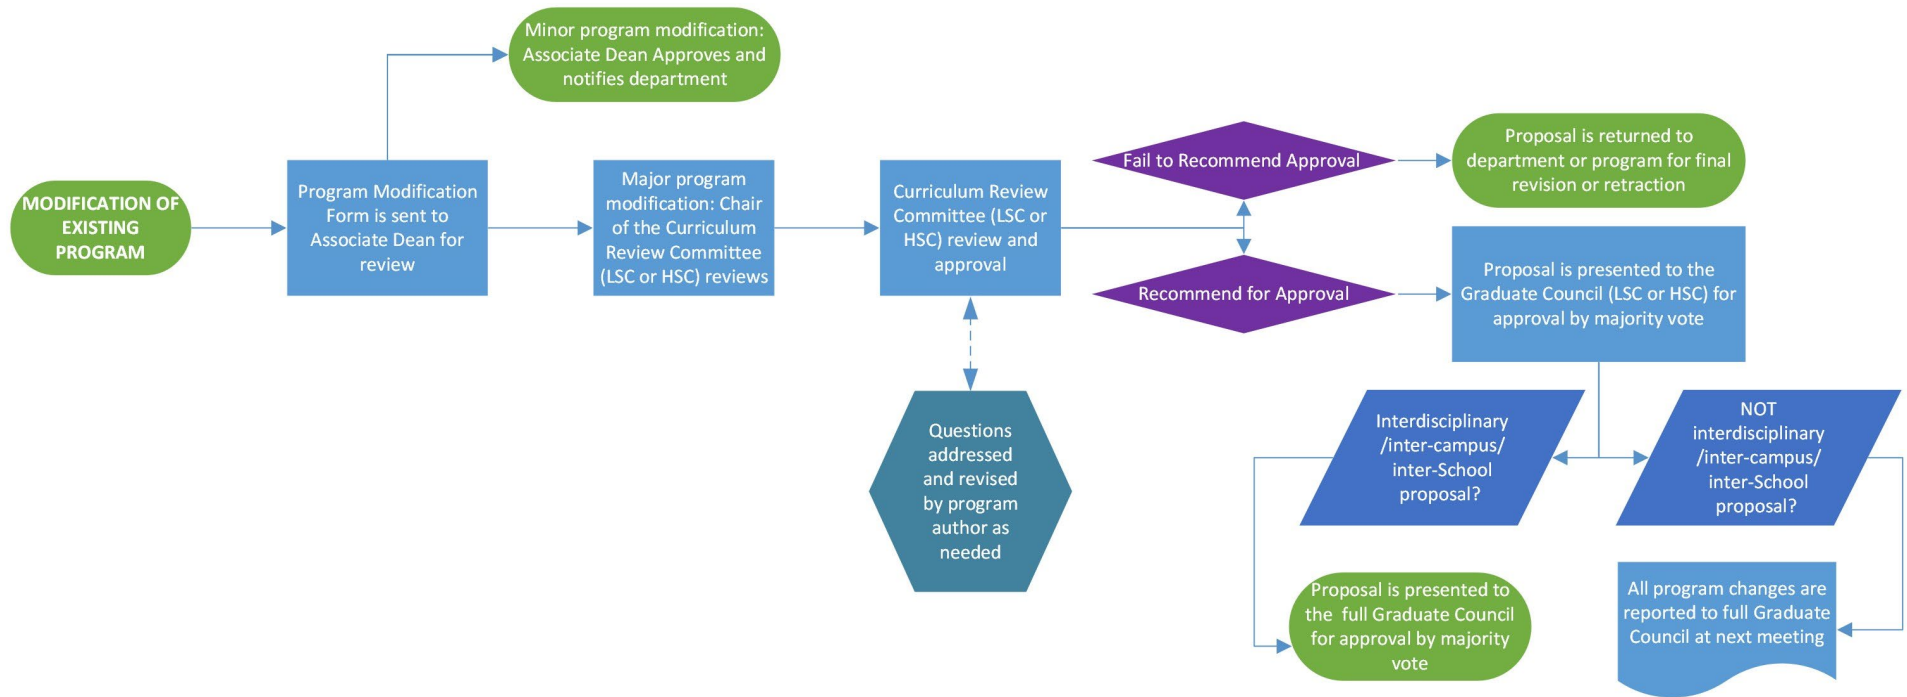 Minor program modification:
Associate Dean Approves and
notifies department
MODIFICATION OF
EXISTING
PROGRAM
Program Modification
Form is sent to
Associate Dean for
review
Major program
modification: Chair
of the Curriculum
Review Committee
(LSC or HSC) reviews
Curriculum Review
Committee (LSC or
HSC) review and
approval
Questions
addressed
and revised
by program
author as
needed
Fail to Recommend Approval
Proposal is returned to
department or program for final
revision or retraction
Recommend for Approval
Proposal is presented to the
Graduate Council (LSC or HSC) for
approval by majority vote
Interdisciplinary
/inter-campus/
inter-School
proposal?
NOT
interdisciplinary
/inter-campus/
inter-School
proposal?
Proposal is presented to
the full Graduate Council
for approval by majority
vote
All program changes are
reported to full Graduate
Council at next meeting